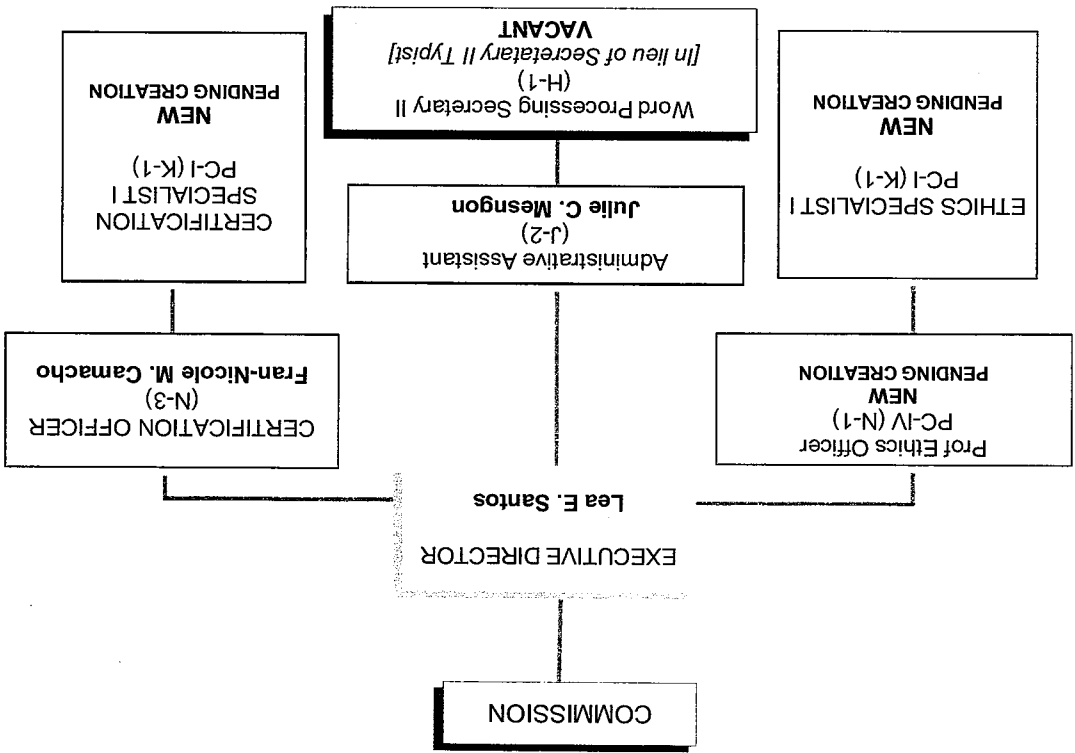 COMMISSION
EXECUTIVE DIRECTOR
Lea E. Santos
Prof Ethics Officer
PC-IV (N-1)
NEW
PENDING CREATION
ETHICS SPECIALIST I
PC-I (K-1)
NEW
PENDING CREATION
Administrative Assistant
(J-2)
Julie C. Mesngon
Word Processing Secretary II
(H-1)
[In lieu of Secretatary II Typist]
VACANT
CERTIFICATION OFFICER
(N-3)
Fran-Nicole M. Camacho
CERTIFICATION
SPECIALIST I
PC-I (K-1)
NEW
PENDING CREATION